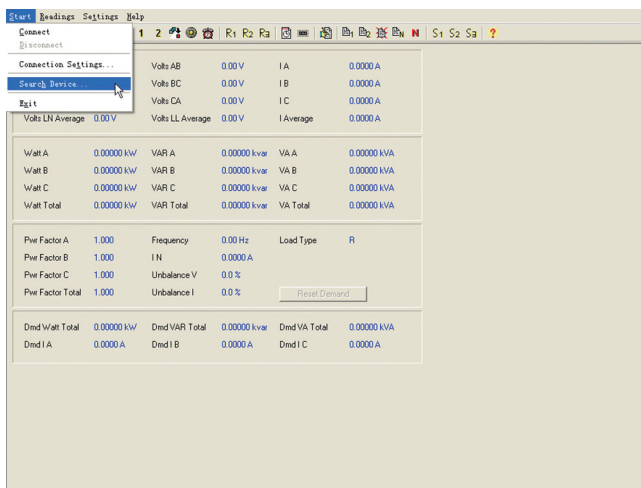 Start Readings Settings Help
Connect
1 2 R1 R2 R3 1 2 N N S1 S2 S3 ?
Disconnect
Connection Settings... Volts AB 0.00 V I A 0.0000 A
Search Device... Volts BC 0.00 V I B 0.0000 A
Exit Volts CA 0.00 V I C 0.0000 A
Volts LN Average 0.00 V Volts LL Average 0.00 V I Average 0.0000 A
Watt A 0.00000 kW VAR A 0.00000 kvar VA A 0.00000 kVA
Watt B 0.00000 kW VAR B 0.00000 kvar VA B 0.00000 kVA
Watt C 0.00000 kW VAR C 0.00000 kvar VA C 0.00000 kVA
Watt Total 0.00000 kW VAR Total 0.00000 kvar VA Total 0.00000 kVA
Pwr Factor A 1.000 Frequency 0.00 Hz Load Type R
Pwr Factor B 1.000 I N 0.0000 A
Pwr Factor C 1.000 Unbalance V 0.0 %
Pwr Factor Total 1.000 Unbalance I 0.0 % Reset Demand
Dmd Watt Total 0.00000 kW Dmd VAR Total 0.00000 kvar Dmd VA Total 0.00000 kVA
Dmd I A 0.0000 A Dmd I B 0.0000 A Dmd I C 0.0000 A